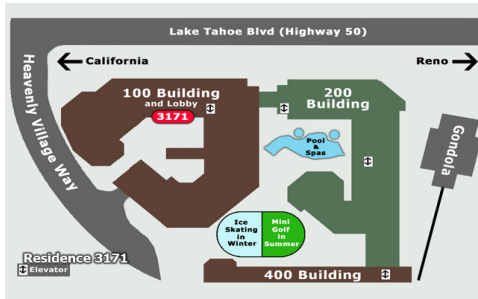 Lake Tahoe Blvd (Highway 50)
California
Reno
Heavenly Village Way
100 Building
and Lobby
3171
200
Building
Pool
&
Spas
Gondola
Ice
Skating
in
Winter
Mini
Golf
in
Summer
Residence 3171
Elevator
400 Building